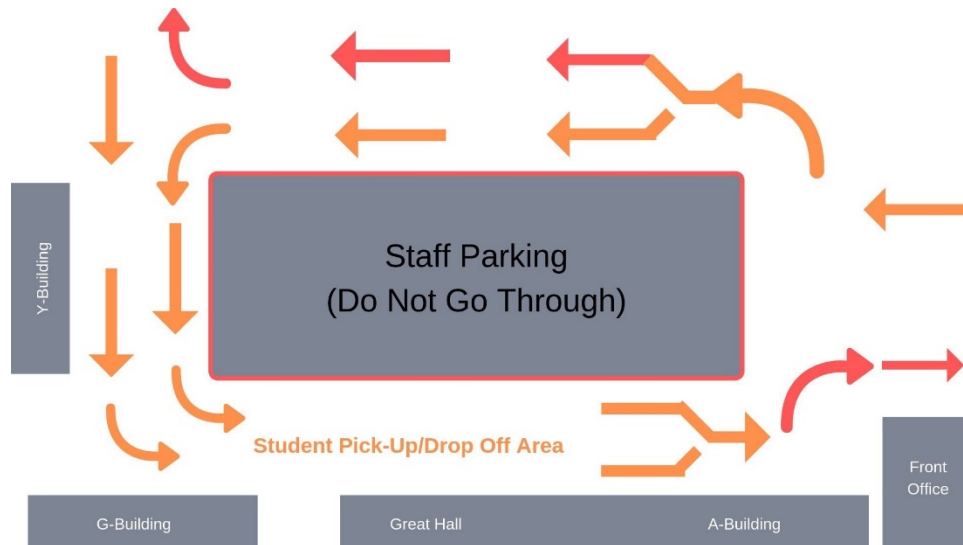 Staff Parking
(Do Not Go Through)
Y-Building
Student Pick-Up/Drop Off Area
Front
Office
G-Building
Great Hall
A-Building